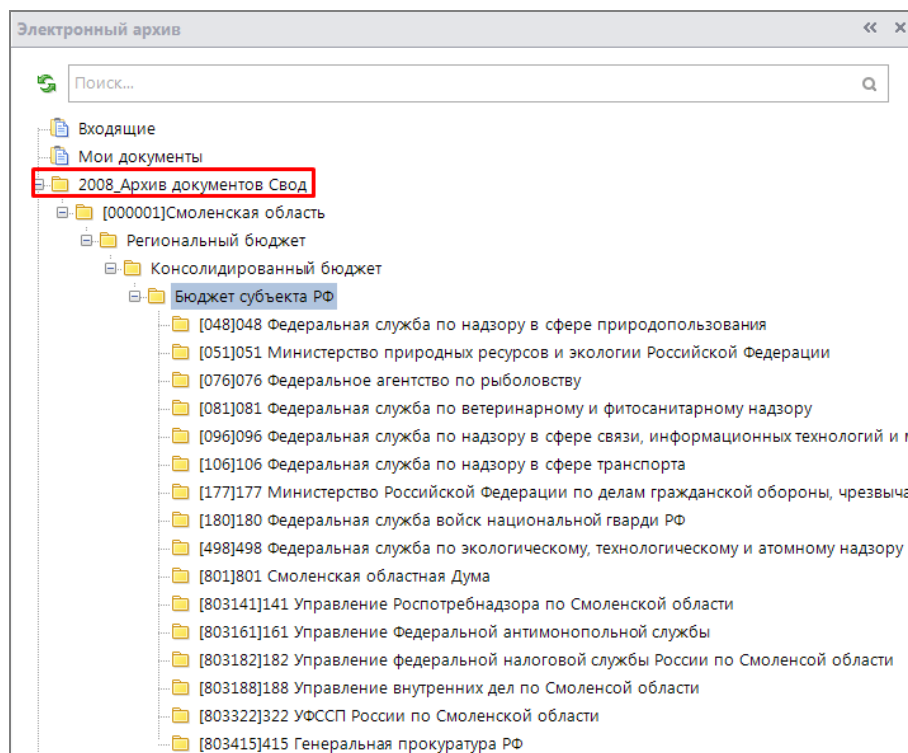 Электронный архив
Поиск...
Входящие
Мои документы
2008_Архив документов Свод
[000001]Смоленская область
Региональный бюджет
Консолидированный бюджет
Бюджет субъекта РФ
[048]048 Федеральная служба по надзору в сфере природопользования
[051]051 Министерство природных ресурсов и экологии Российской Федерации
[076]076 Федеральное агентство по рыболовству
[081]081 Федеральная служба по ветеринарному и фитосанитарному надзору
[096]096 Федеральная служба по надзору в сфере связи, информационных технологий и
[106]106 Федеральная служба по надзору в сфере транспорта
[177]177 Министерство Российской Федерации по делам гражданской обороны,
[180]180 Федеральная служба войск национальной гварди РФ
[498]498 Федеральная служба по экологическому, технологическому и атомному надзору
[801]801 Смоленская областная Дума
[803141]141 Управление Роспотребнадзора по Смоленской области
[803161]161 Управление Федеральной антимонопольной службы
[803182]182 Управление федеральной налоговой службы России по Смоленсой области
[803188]188 Управление внутренних дел по Смоленсой области
[803322]322 УФССП России по Смоленской области
[803415]415 Генеральная прокуратура РФ